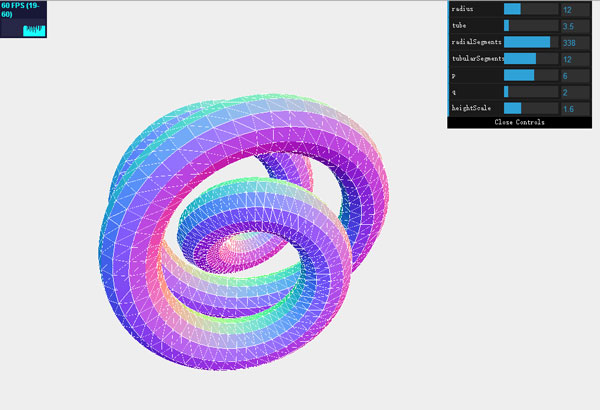 60 FPS (19-
60)
radius 12
tube 3.5
radialSegments 338
tubularSegments 12
p 6
q 2
heightScale 1.6
Close Controls